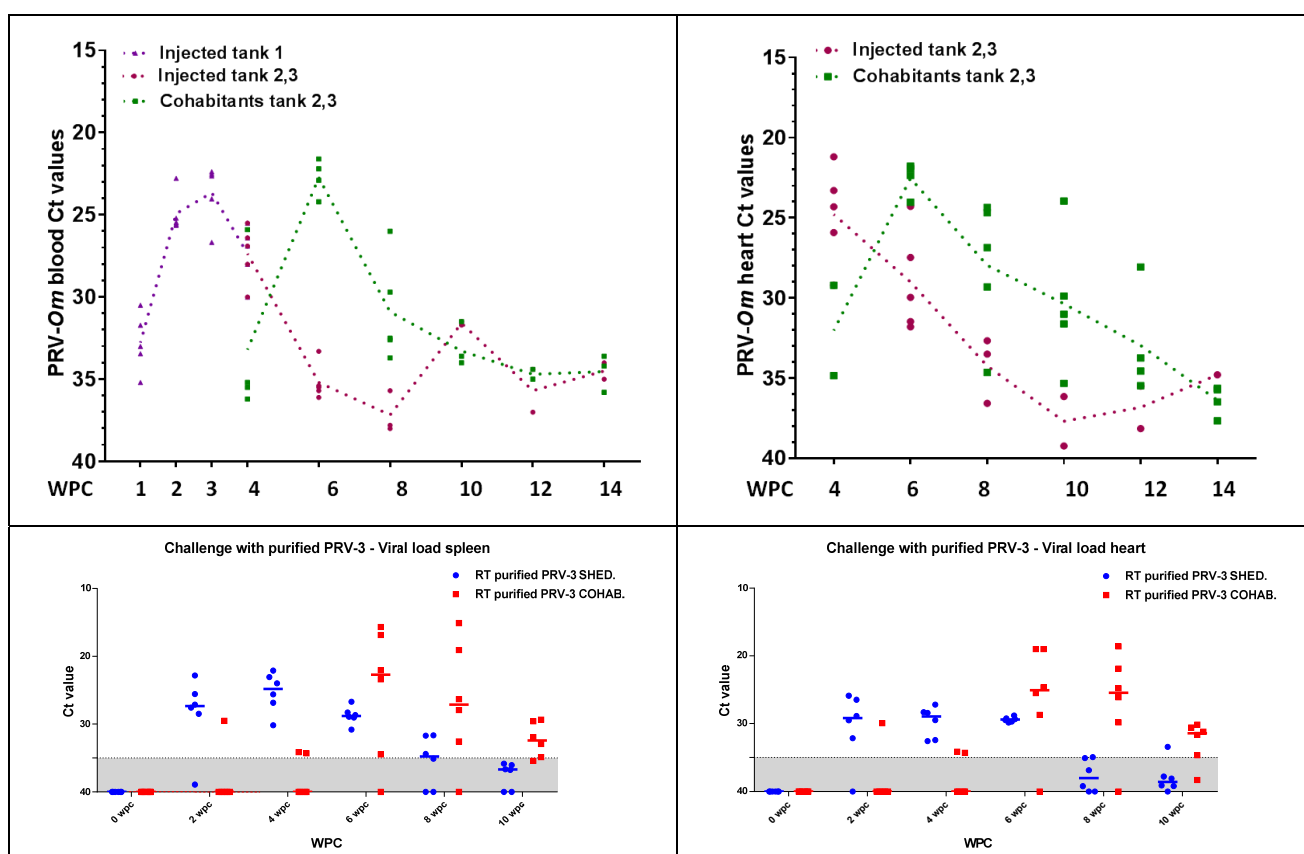 Injected tank 1
Injected tank 2,3
Cohabitants tank 2,3
PRV-Om blood Ct values
15
20
25
30
35
40
WPC 1 2 3 4 6 8 10 12 14
Injected tank 2,3
Cohabitants tank 2,3
PRV-Om heart Ct values
15
20
25
30
35
40
WPC 4 6 8 10 12 14
Challenge with purified PRV-3 - Viral load spleen
RT purified PRV-3 SHED.
RT purified PRV-3 COHAB.
Ct value
10
20
30
40
0 wpc 2 wpc 4 wpc 6 wpc 8 wpc 10 wpc
WPC
Challenge with purified PRV-3 - Viral load heart
RT purified PRV-3 SHED.
RT purified PRV-3 COHAB.
Ct value
10
20
30
40
0 wpc 2 wpc 4 wpc 6 wpc 8 wpc 10 wpc
WPC